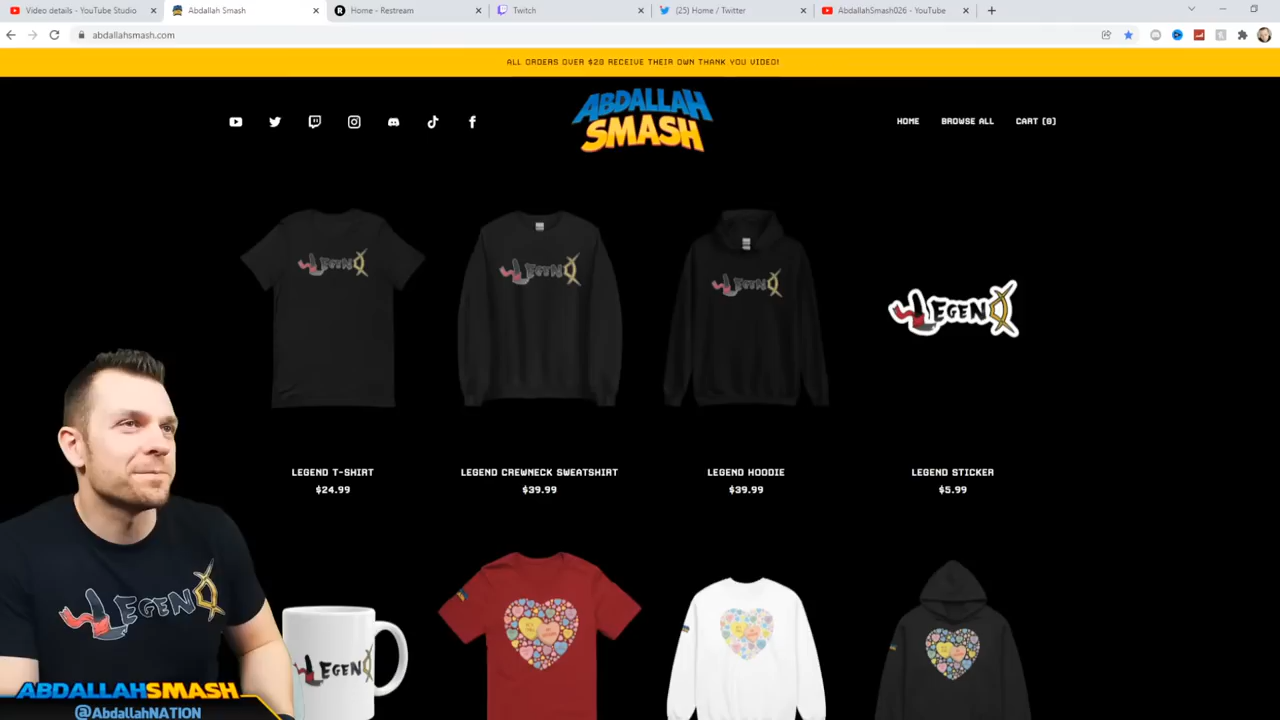 Video details - YouTube Studio
Abdallah Smash
Home - Restream
Twitch
(25) Home / Twitter
AbdallahSmash026 - YouTube
abdallahsmash.com
ALL ORDERS OVER $20 RECEIVE THEIR OWN THANK YOU VIDEO!
ABDALLAH
SMASH
HOME
BROWSE ALL
CART (0)
LEGEND
LEGEND
LEGEND
LEGEND
LEGEND T-SHIRT
LEGEND CREWNECK SWEATSHIRT
LEGEND HOODIE
LEGEND STICKER
$24.99
$39.99
$39.99
$5.99
LEGEND
LEGEND
ABDALLAHSMASH
@AbdallahNATION